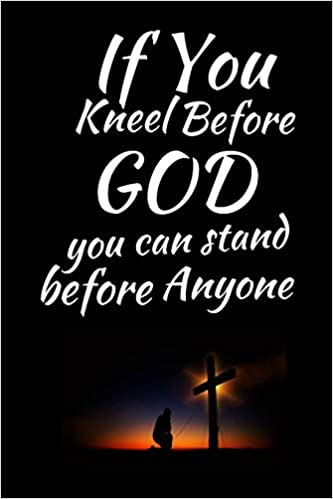 If You
Kneel Before
GOD
you can stand
before Anyone